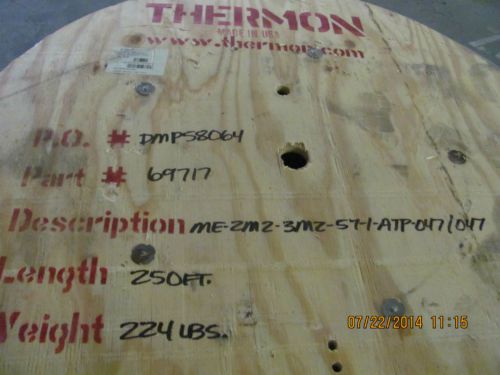 THERMON
MADE IN USA
www.thermon.com
P.O. # DMP58064
Part # 69717
Description ME-2M2-3M2-57-1-ATP-047/047
Length 250FT.
Weight 224 LBS.
07/22/2014 11:15